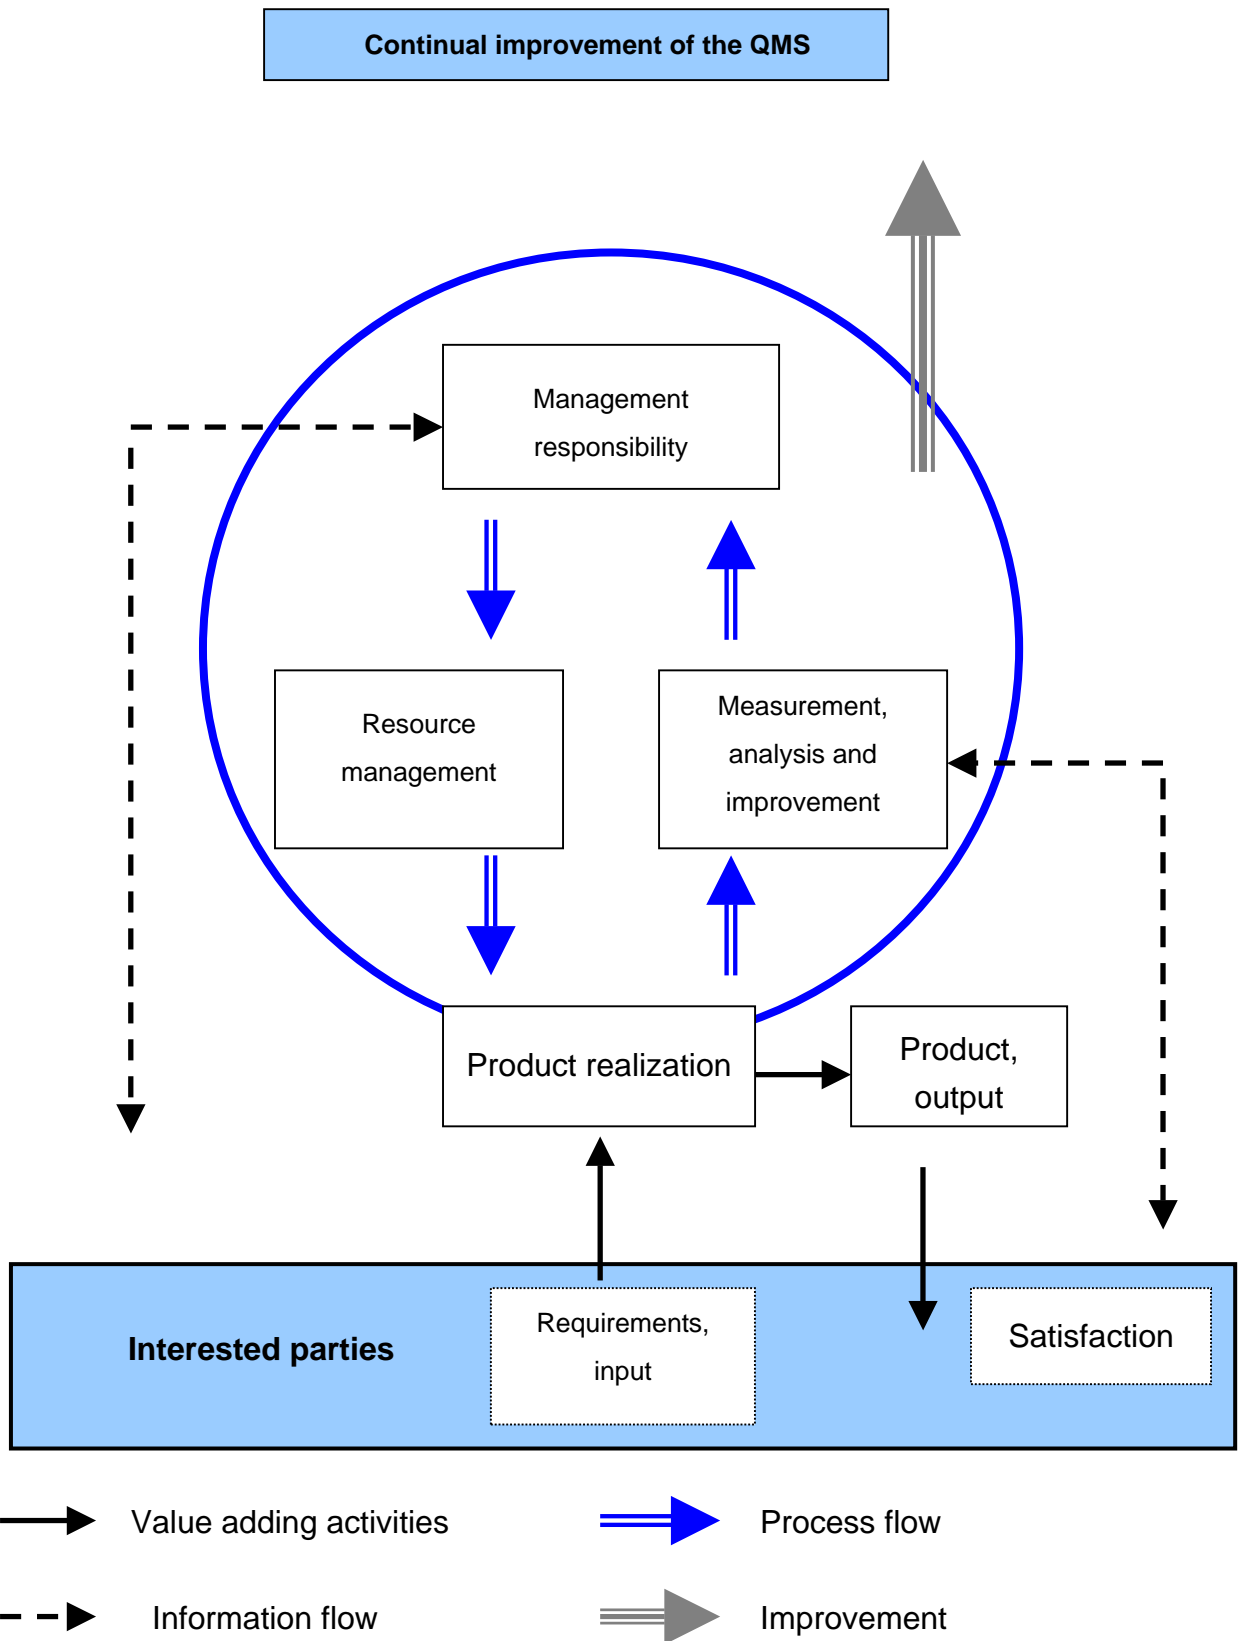 Continual improvement of the QMS
Management
responsibility
Resource
management
Measurement,
analysis and
improvement
Product realization
Product,
output
Interested parties
Requirements,
input
Satisfaction
Value adding activities
Process flow
Information flow
Improvement